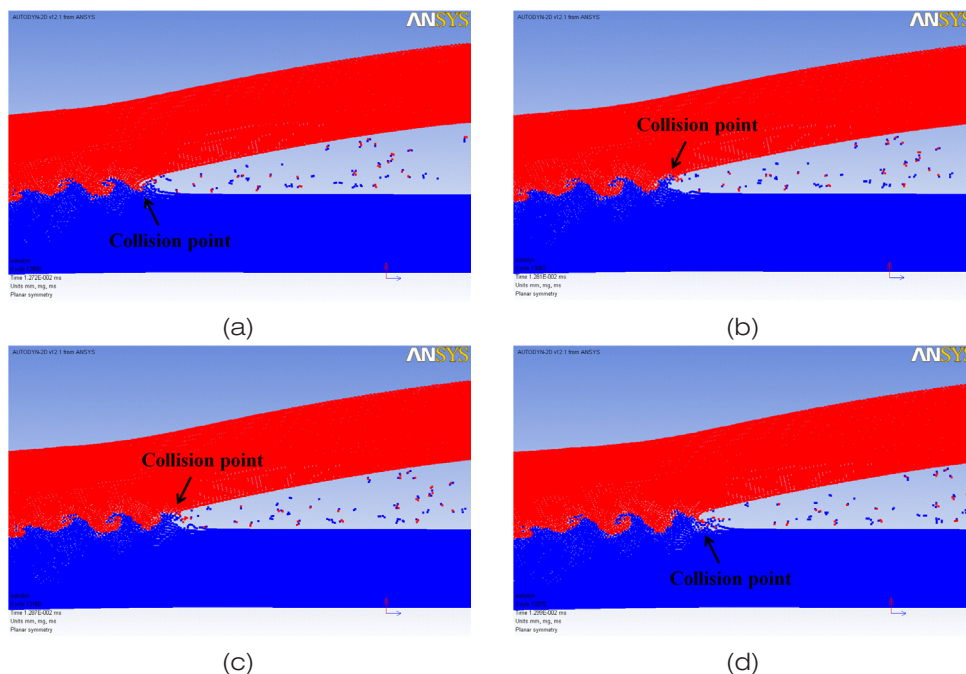 AUTODYN-2D v12.1 from ANSYS
ANSYS
Collision point
Time 1.272E-002 ms
Units mm, mg, ms
Planar symmetry
(a)
AUTODYN-2D v12.1 from ANSYS
ANSYS
Collision point
Time 1.281E-002 ms
Units mm, mg, ms
Planar symmetry
(b)
AUTODYN-2D v12.1 from ANSYS
ANSYS
Collision point
Time 1.287E-002 ms
Units mm, mg, ms
Planar symmetry
(c)
AUTODYN-2D v12.1 from ANSYS
ANSYS
Collision point
Time 1.299E-002 ms
Units mm, mg, ms
Planar symmetry
(d)